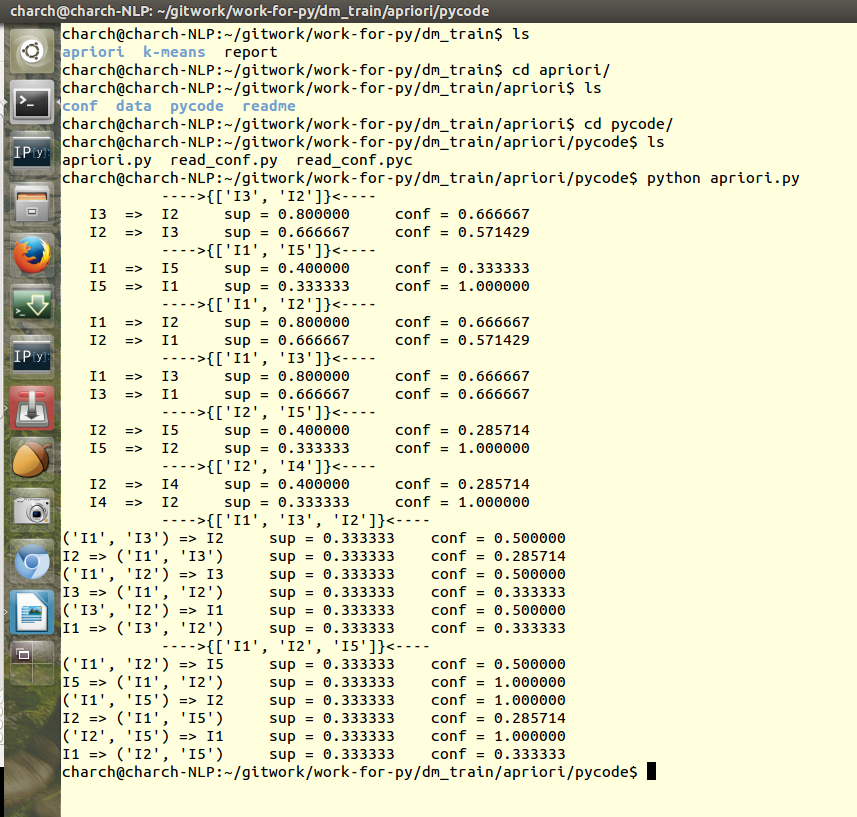 charch@charch-NLP: ~/gitwork/work-for-py/dm_train/apriori/pycode
charch@charch-NLP:~/gitwork/work-for-py/dm_train$ ls
apriori  k-means  report
charch@charch-NLP:~/gitwork/work-for-py/dm_train$ cd apriori/
charch@charch-NLP:~/gitwork/work-for-py/dm_train/apriori$ ls
conf  data  pycode  readme
charch@charch-NLP:~/gitwork/work-for-py/dm_train/apriori$ cd pycode/
charch@charch-NLP:~/gitwork/work-for-py/dm_train/apriori/pycode$ ls
apriori.py  read_conf.py  read_conf.pyc
charch@charch-NLP:~/gitwork/work-for-py/dm_train/apriori/pycode$ python apriori.py
---->{['I3', 'I2']}<----
I3  =>  I2     sup = 0.800000     conf = 0.666667
I2  =>  I3     sup = 0.666667     conf = 0.571429
---->{['I1', 'I5']}<----
I1  =>  I5     sup = 0.400000     conf = 0.333333
I5  =>  I1     sup = 0.333333     conf = 1.000000
---->{['I1', 'I2']}<----
I1  =>  I2     sup = 0.800000     conf = 0.666667
I2  =>  I1     sup = 0.666667     conf = 0.571429
---->{['I1', 'I3']}<----
I1  =>  I3     sup = 0.800000     conf = 0.666667
I3  =>  I1     sup = 0.666667     conf = 0.666667
---->{['I2', 'I5']}<----
I2  =>  I5     sup = 0.400000     conf = 0.285714
I5  =>  I2     sup = 0.333333     conf = 1.000000
---->{['I2', 'I4']}<----
I2  =>  I4     sup = 0.400000     conf = 0.285714
I4  =>  I2     sup = 0.333333     conf = 1.000000
---->{['I1', 'I3', 'I2']}<----
('I1', 'I3') => I2     sup = 0.333333    conf = 0.500000
I2 => ('I1', 'I3')     sup = 0.333333    conf = 0.285714
('I1', 'I2') => I3     sup = 0.333333    conf = 0.500000
I3 => ('I1', 'I2')     sup = 0.333333    conf = 0.333333
('I3', 'I2') => I1     sup = 0.333333    conf = 0.500000
I1 => ('I3', 'I2')     sup = 0.333333    conf = 0.333333
---->{['I1', 'I2', 'I5']}<----
('I1', 'I2') => I5     sup = 0.333333    conf = 0.500000
I5 => ('I1', 'I2')     sup = 0.333333    conf = 1.000000
('I1', 'I5') => I2     sup = 0.333333    conf = 1.000000
I2 => ('I1', 'I5')     sup = 0.333333    conf = 0.285714
('I2', 'I5') => I1     sup = 0.333333    conf = 1.000000
I1 => ('I2', 'I5')     sup = 0.333333    conf = 0.333333
charch@charch-NLP:~/gitwork/work-for-py/dm_train/apriori/pycode$
>_
IP[y]:
>_
IP[y]: